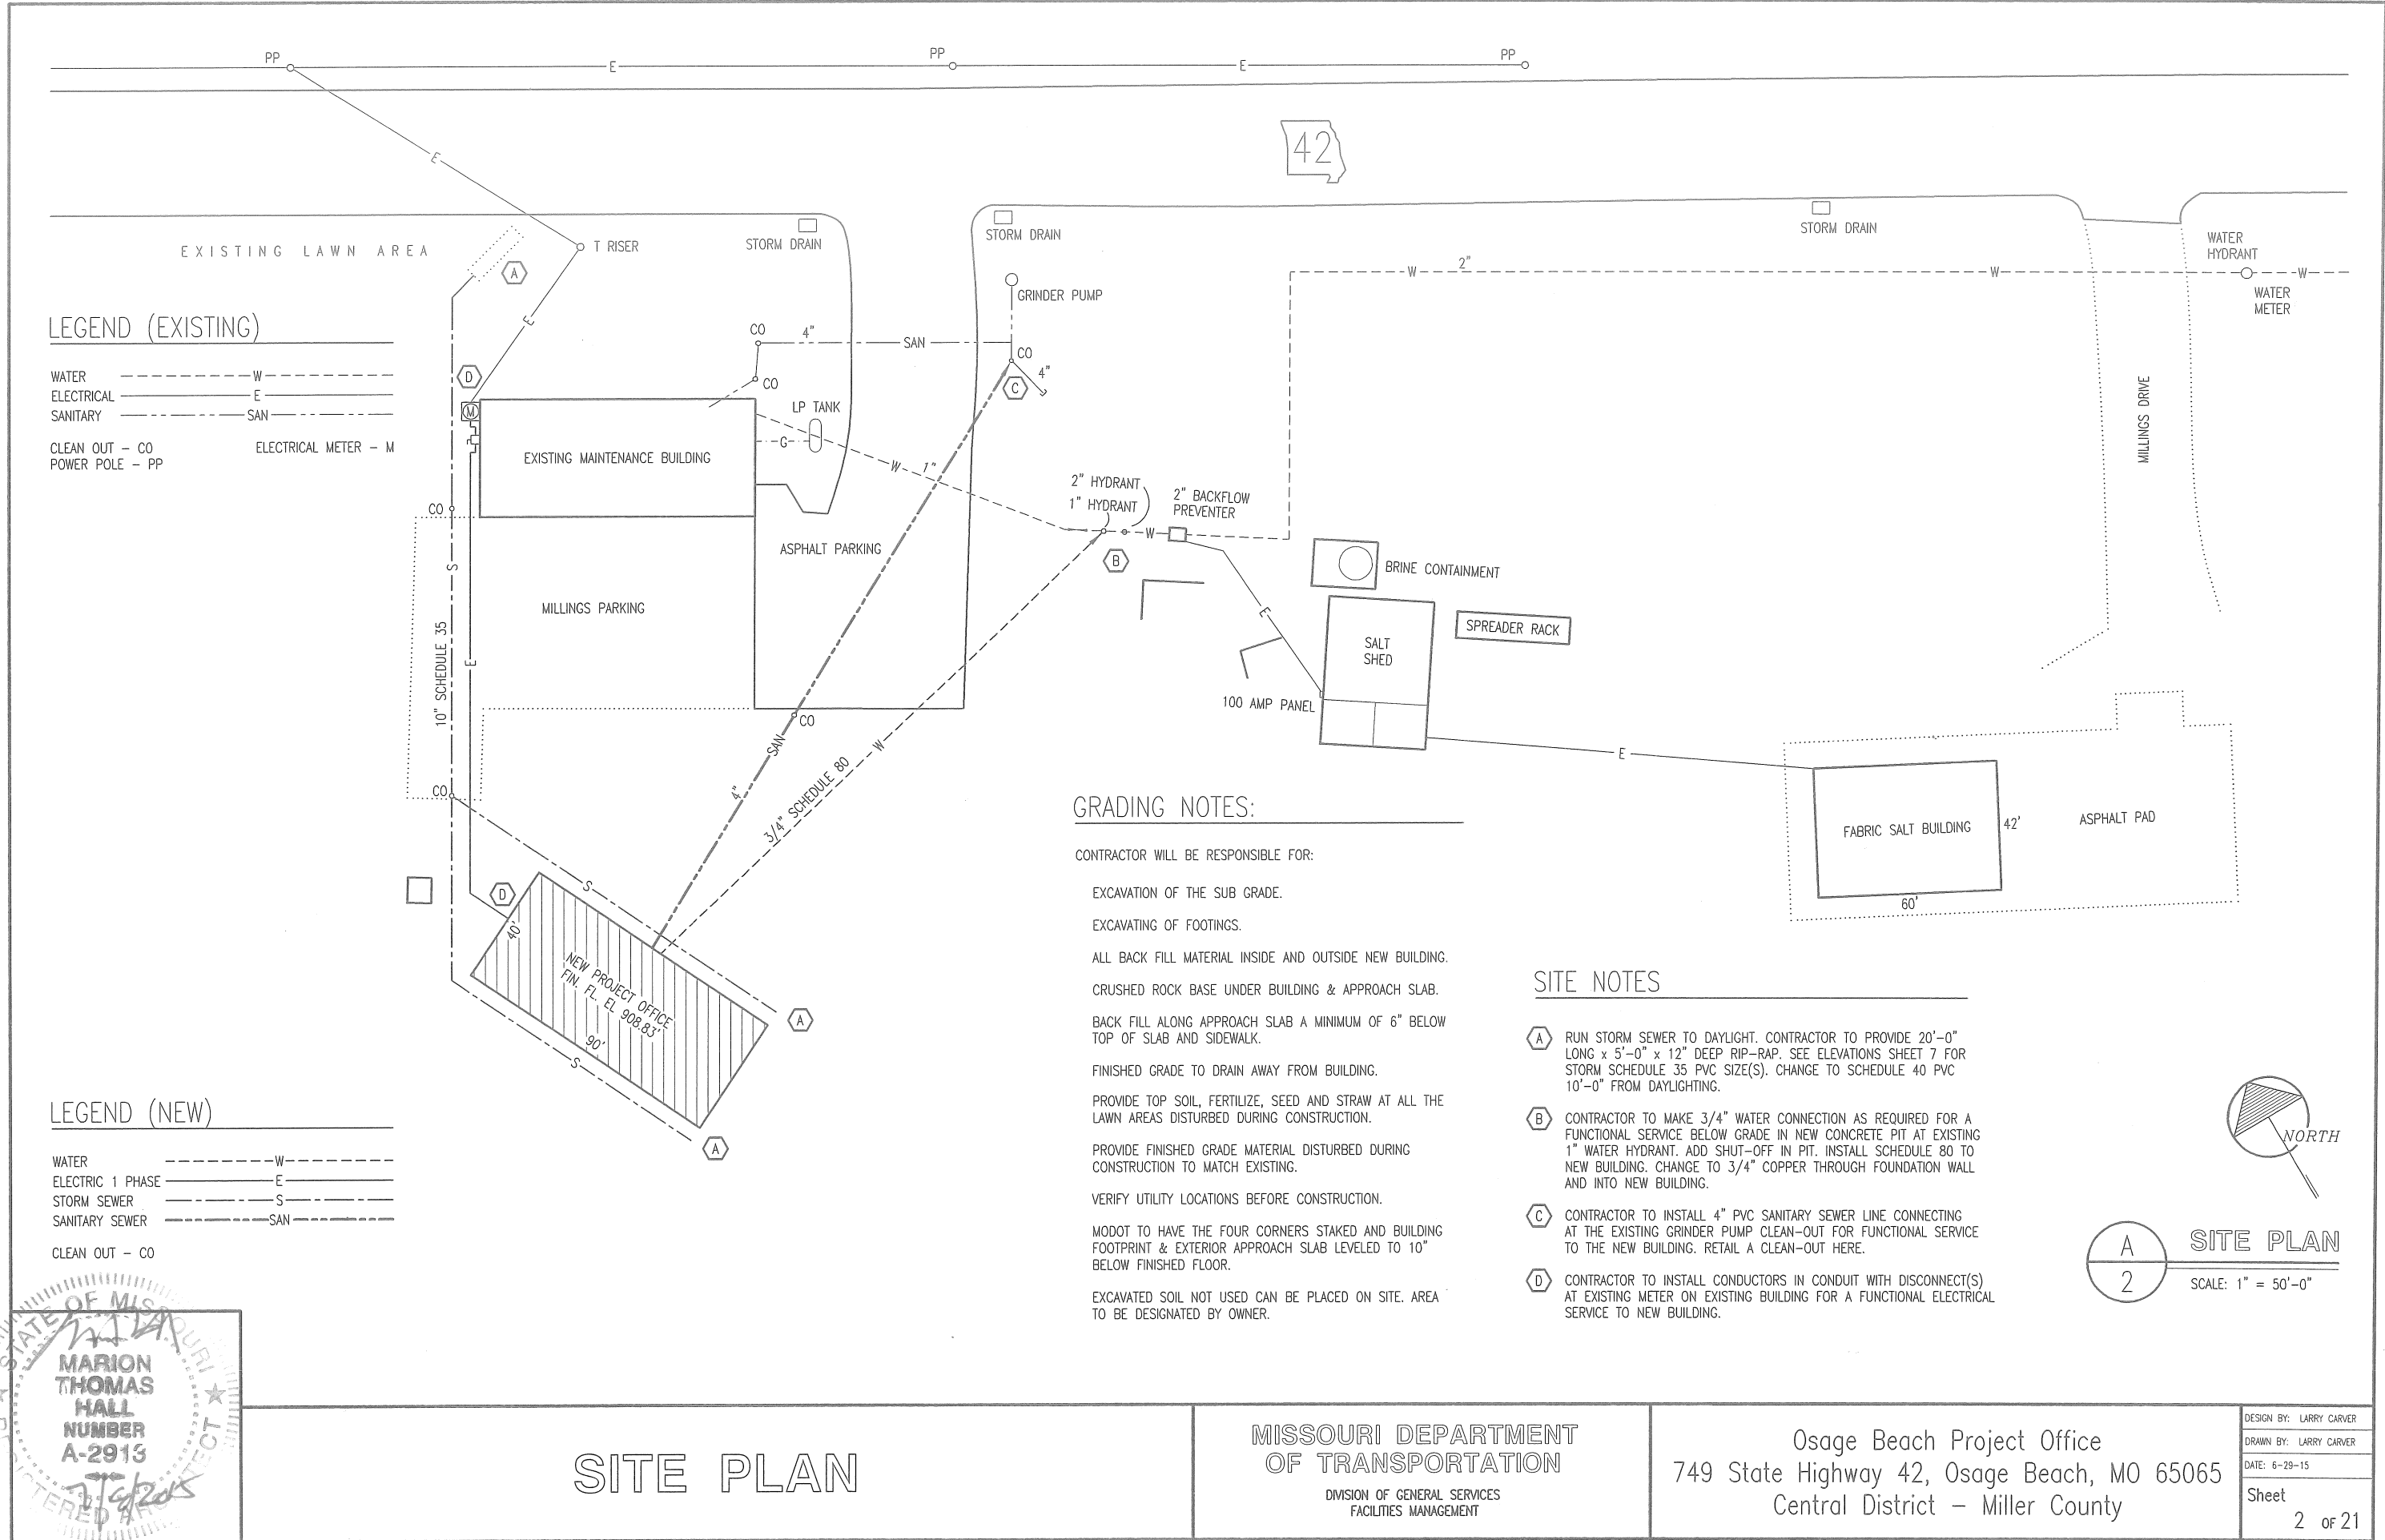 PP
E
PP
E
PP
42
E
EXISTING LAWN AREA
A
T RISER
STORM DRAIN
STORM DRAIN
STORM DRAIN
WATER
HYDRANT
W
2"
W
W
WATER
METER
GRINDER PUMP
E
CO
4"
SAN
CO
4"
C
CO
D
M
LP TANK
G
W
1"
LEGEND (EXISTING)
WATER W
ELECTRICAL E
SANITARY SAN
CLEAN OUT – CO ELECTRICAL METER – M
POWER POLE – PP
EXISTING MAINTENANCE BUILDING
MILLINGS DRIVE
2" HYDRANT
1" HYDRANT
2" BACKFLOW
PREVENTER
W
B
CO
ASPHALT PARKING
S
MILLINGS PARKING
10" SCHEDULE 35
E
BRINE CONTAINMENT
E
SALT
SHED
SPREADER RACK
100 AMP PANEL
E
CO
SAN
W
4"
3/4" SCHEDULE 80
CO
FABRIC SALT BUILDING
42'
60'
ASPHALT PAD
D
S
40'
NEW PROJECT OFFICE
FIN. FL. EL 908.83'
90'
S
A
A
GRADING NOTES:
CONTRACTOR WILL BE RESPONSIBLE FOR:
EXCAVATION OF THE SUB GRADE.
EXCAVATING OF FOOTINGS.
ALL BACK FILL MATERIAL INSIDE AND OUTSIDE NEW BUILDING.
CRUSHED ROCK BASE UNDER BUILDING & APPROACH SLAB.
BACK FILL ALONG APPROACH SLAB A MINIMUM OF 6" BELOW
TOP OF SLAB AND SIDEWALK.
FINISHED GRADE TO DRAIN AWAY FROM BUILDING.
PROVIDE TOP SOIL, FERTILIZE, SEED AND STRAW AT ALL THE
LAWN AREAS DISTURBED DURING CONSTRUCTION.
PROVIDE FINISHED GRADE MATERIAL DISTURBED DURING
CONSTRUCTION TO MATCH EXISTING.
VERIFY UTILITY LOCATIONS BEFORE CONSTRUCTION.
MODOT TO HAVE THE FOUR CORNERS STAKED AND BUILDING
FOOTPRINT & EXTERIOR APPROACH SLAB LEVELED TO 10"
BELOW FINISHED FLOOR.
EXCAVATED SOIL NOT USED CAN BE PLACED ON SITE. AREA
TO BE DESIGNATED BY OWNER.
SITE NOTES
A RUN STORM SEWER TO DAYLIGHT. CONTRACTOR TO PROVIDE 20'-0"
LONG x 5'-0" x 12" DEEP RIP-RAP. SEE ELEVATIONS SHEET 7 FOR
STORM SCHEDULE 35 PVC SIZE(S). CHANGE TO SCHEDULE 40 PVC
10'-0" FROM DAYLIGHTING.
B CONTRACTOR TO MAKE 3/4" WATER CONNECTION AS REQUIRED FOR A
FUNCTIONAL SERVICE BELOW GRADE IN NEW CONCRETE PIT AT EXISTING
1" WATER HYDRANT. ADD SHUT-OFF IN PIT. INSTALL SCHEDULE 80 TO
NEW BUILDING. CHANGE TO 3/4" COPPER THROUGH FOUNDATION WALL
AND INTO NEW BUILDING.
C CONTRACTOR TO INSTALL 4" PVC SANITARY SEWER LINE CONNECTING
AT THE EXISTING GRINDER PUMP CLEAN-OUT FOR FUNCTIONAL SERVICE
TO THE NEW BUILDING. RETAIL A CLEAN-OUT HERE.
D CONTRACTOR TO INSTALL CONDUCTORS IN CONDUIT WITH DISCONNECT(S)
AT EXISTING METER ON EXISTING BUILDING FOR A FUNCTIONAL ELECTRICAL
SERVICE TO NEW BUILDING.
NORTH
A
2
SITE PLAN
SCALE: 1" = 50'-0"
LEGEND (NEW)
WATER W
ELECTRIC 1 PHASE E
STORM SEWER S
SANITARY SEWER SAN
CLEAN OUT – CO
STATE OF MISSOURI
MARION
THOMAS
HALL
NUMBER
A-2913
REGISTERED ARCHITECT
SITE PLAN
MISSOURI DEPARTMENT
OF TRANSPORTATION
DIVISION OF GENERAL SERVICES
FACILITIES MANAGEMENT
Osage Beach Project Office
749 State Highway 42, Osage Beach, MO 65065
Central District – Miller County
DESIGN BY: LARRY CARVER
DRAWN BY: LARRY CARVER
DATE: 6-29-15
Sheet
2 OF 21